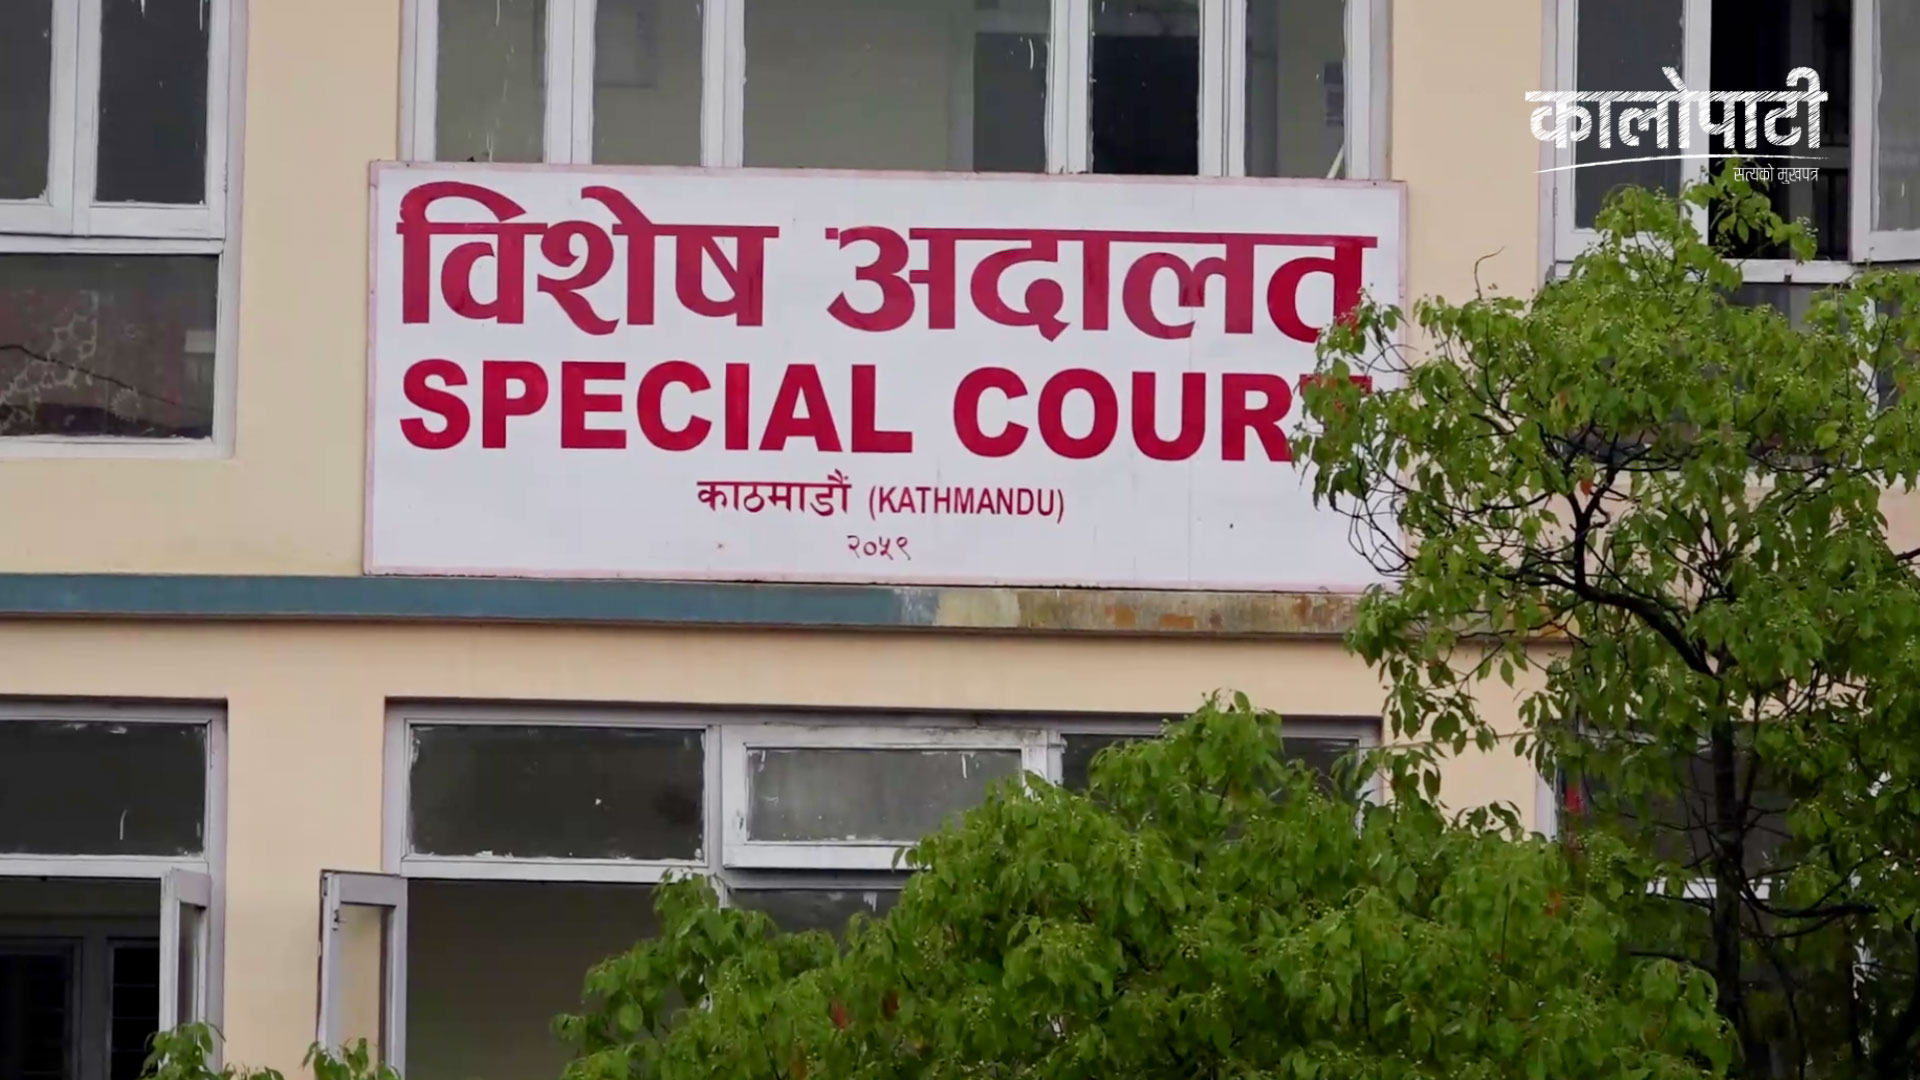 कालोपाटी
सत्यको मुखपत्र
विशेष अदालत
SPECIAL COURT
काठमाडौं (KATHMANDU)
२०५९